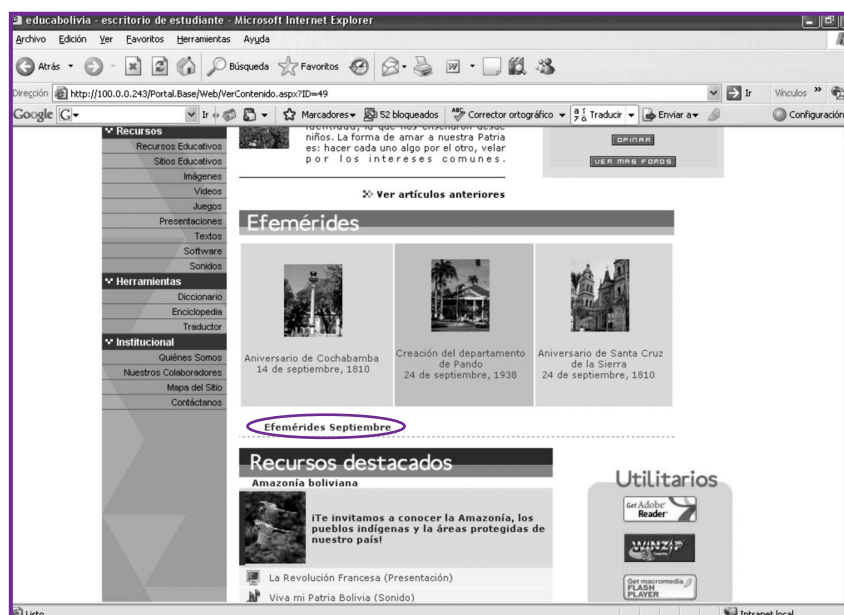 educabolivia - escritorio de estudiante - Microsoft Internet Explorer
Archivo Edición Ver Favoritos Herramientas Ayuda
Atrás Búsqueda Favoritos
Dirección http://100.0.0.243/Portal.Base/Web/VerContenido.aspx?ID=49 Ir Vínculos »
Google G Ir Marcadores 52 bloqueados Corrector ortográfico Traducir Enviar a Configuración
Recursos
Recursos Educativos
Sitios Educativos
Imágenes
Videos
Juegos
Presentaciones
Textos
Software
Sonidos
Herramientas
Diccionario
Enciclopedia
Traductor
Institucional
Quiénes Somos
Nuestros Colaboradores
Mapa del Sitio
Contáctanos
identidad, la que nos enseñaron desde
niños. La forma de amar a nuestra Patria
es: hacer cada uno algo por el otro, velar
por los intereses comunes.
Ver artículos anteriores
OPINAR
VER MAS FOROS
Efemérides
Aniversario de Cochabamba
14 de septiembre, 1810
Creación del departamento
de Pando
24 de septiembre, 1938
Aniversario de Santa Cruz
de la Sierra
24 de septiembre, 1810
Efemérides Septiembre
Recursos destacados
Amazonía boliviana
¡Te invitamos a conocer la Amazonía, los
pueblos indígenas y la áreas protegidas de
nuestro país!
La Revolución Francesa (Presentación)
Viva mi Patria Bolivia (Sonido)
Utilitarios
Get Adobe
Reader
WINZIP
Get macromedia
FLASH
PLAYER
Listo
Intranet local